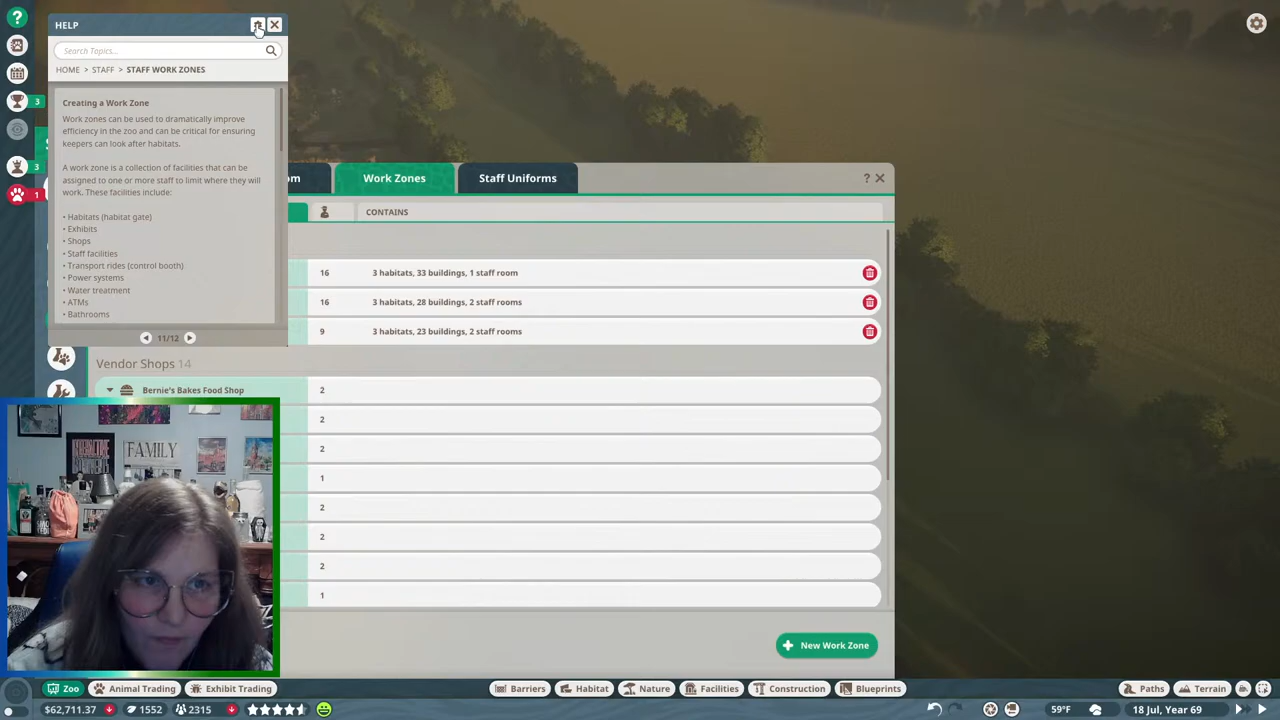 ?
HELP
Search Topics...
HOME > STAFF > STAFF WORK ZONES
Creating a Work Zone
Work zones can be used to dramatically improve
efficiency in the zoo and can be critical for ensuring
keepers can look after habitats.
A work zone is a collection of facilities that can be
assigned to one or more staff to limit where they will
work. These facilities include:
• Habitats (habitat gate)
• Exhibits
• Shops
• Staff facilities
• Transport rides (control booth)
• Power systems
• Water treatment
• ATMs
• Bathrooms
11/12
3
3
1
om
Work Zones
Staff Uniforms
?
CONTAINS
16 3 habitats, 33 buildings, 1 staff room
16 3 habitats, 28 buildings, 2 staff rooms
9 3 habitats, 23 buildings, 2 staff rooms
Vendor Shops 14
Bernie's Bakes Food Shop 2
2
2
1
2
2
2
1
New Work Zone
FAMILY
Zoo
Animal Trading
Exhibit Trading
Barriers
Habitat
Nature
Facilities
Construction
Blueprints
Paths
Terrain
$62,711.37
1552
2315
59°F
18 Jul, Year 69